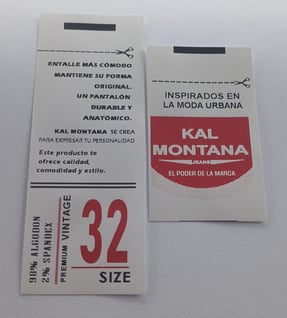 ENTALLE MÁS CÓMODO
MANTIENE SU FORMA
ORIGINAL.
UN PANTALÓN
DURABLE Y
ANATÓMICO.
KAL MONTANA SE CREA
PARA EXPRESAR TU PERSONALIDAD
Este producto te
ofrece calidad,
comodidad y estilo.
98% ALGODON
2% SPANDEX
PREMIUM VINTAGE
32
SIZE
INSPIRADOS EN
LA MODA URBANA
KAL
MONTANA
JEANS
EL PODER DE LA MARCA